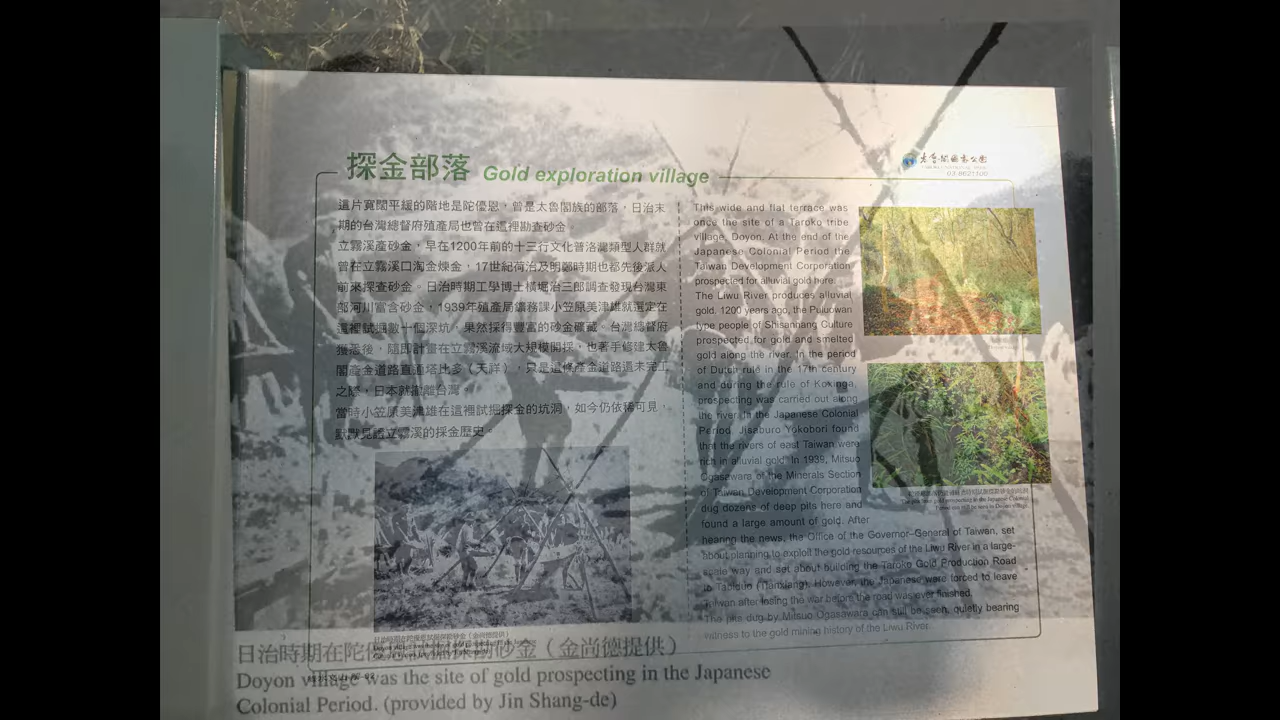 探金部落 Gold exploration village
太魯閣國家公園
03-8621100
這片寬闊平緩的階地是陀優恩，曾是太魯閣族的部落，日治末
期的台灣總督府殖產局也曾在這裡勘查砂金
立霧溪產砂金，早在1200年前的十三行文化普洛灣類型人群就
曾在立霧溪口淘金煉金，17世紀荷治及明鄭時期也都先後派人
前來探查砂金。日治時期工學博士橫堀治三郎調查發現台灣東
部河川富含砂金，1939年殖產局礦務課小笠原美津雄就選定在
這裡試掘數十個深坑，果然採得豐富的砂金礦藏。台灣總督府
獲悉後，隨即計畫在立霧溪流域大規模開採，也著手修建太魯
閣產金道路直達塔比多（天祥），只是這條產金道路還未完工
之際，日本就撤離台灣。
當時小笠原美津雄在這裡試掘採金的坑洞，如今仍依稀可見，
默默見證立霧溪的採金歷史。
This wide and flat terrace was
once the site of a Taroko tribe
village, Doyon. At the end of the
Japanese Colonial Period the
Taiwan Development Corporation
prospected for alluvial gold here.
The Liwu River produces alluvial
gold. 1200 years ago, the Puluowan
type people of Shisanhang Culture
prospected for gold and smelted
gold along the river. In the period
of Dutch rule in the 17th century
and during the rule of Koxinga,
prospecting was carried out along
the river. In the Japanese Colonial
Period, Jisaburo Yokobori found
that the rivers of east Taiwan were
rich in alluvial gold. In 1939, Mitsuo
Ogasawara of the Minerals Section
of Taiwan Development Corporation
dug dozens of deep pits here and
found a large amount of gold. After
hearing the news, the Office of the Governor-General of Taiwan, set
about planning to exploit the gold resources of the Liwu River in a large-
scale way and set about building the Taroko Gold Production Road
to Tabiduo (Tianxiang). However, the Japanese were forced to leave
Taiwan after losing the war before the road was ever finished.
The pits dug by Mitsuo Ogasawara can still be seen, quietly bearing
witness to the gold mining history of the Liwu River.
日治時期在陀優恩試掘探勘砂金（金尚德提供）
Doyon village was the site of gold prospecting in the Japanese
Colonial Period. (provided by Jin Shang-de)